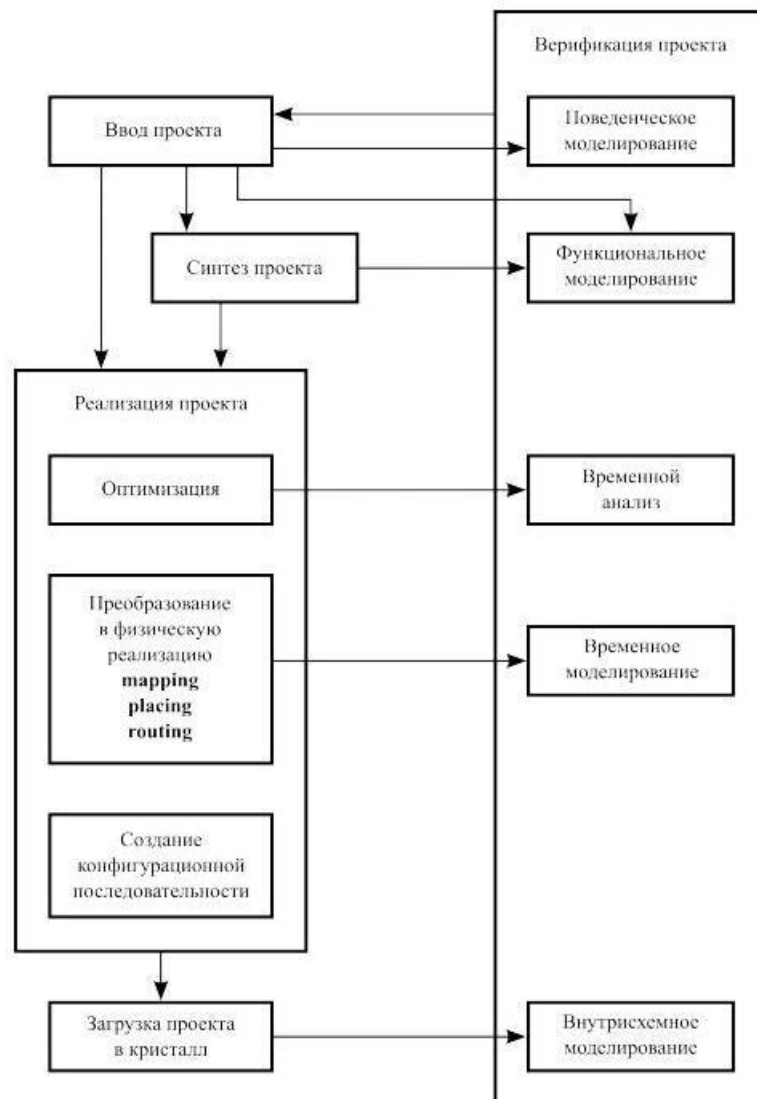 Верификация проекта
Ввод проекта
Поведенческое
моделирование
Синтез проекта
Функциональное
моделирование
Реализация проекта
Оптимизация
Временной
анализ
Преобразование
в физическую
реализацию
mapping
placing
routing
Временное
моделирование
Создание
конфигурационной
последовательности
Загрузка проекта
в кристалл
Внутрисхемное
моделирование